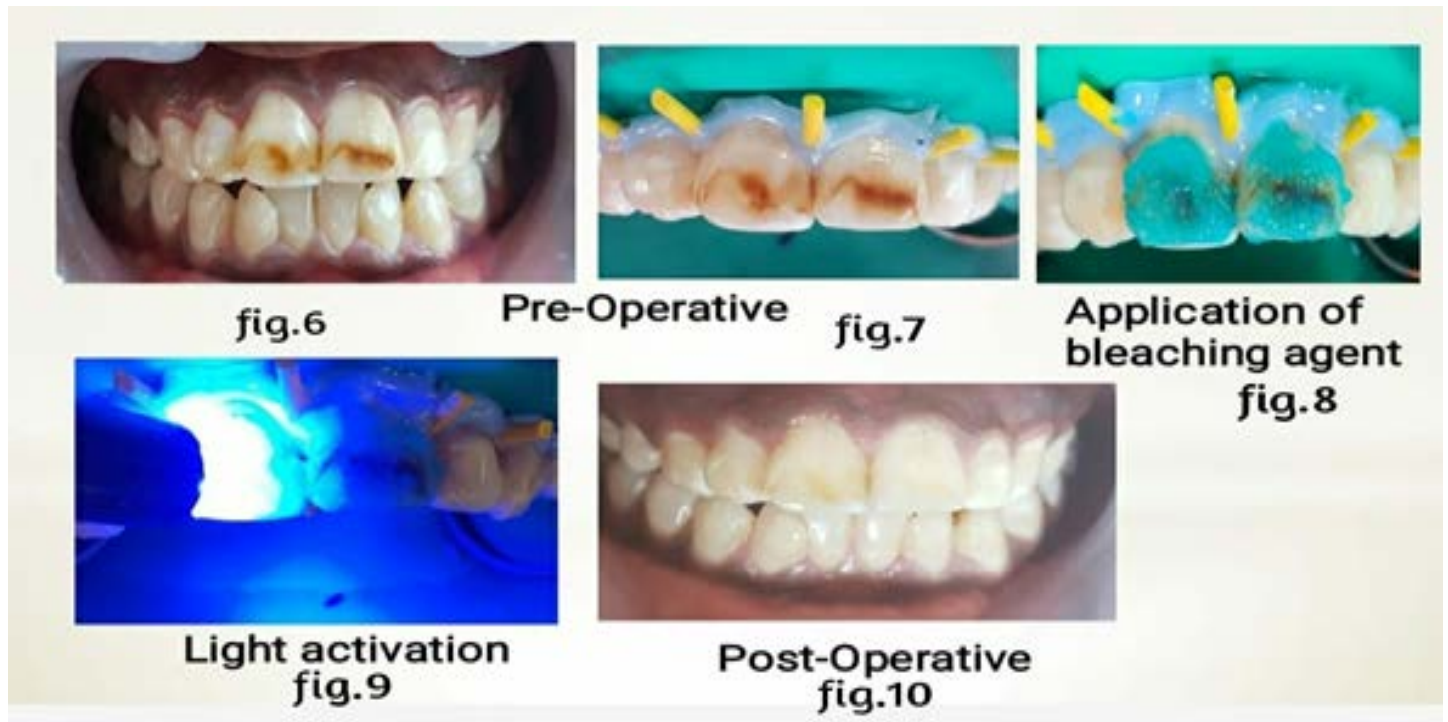 fig.6
Pre-Operative
fig.7
Application of
bleaching agent
fig.8
Light activation
fig.9
Post-Operative
fig.10